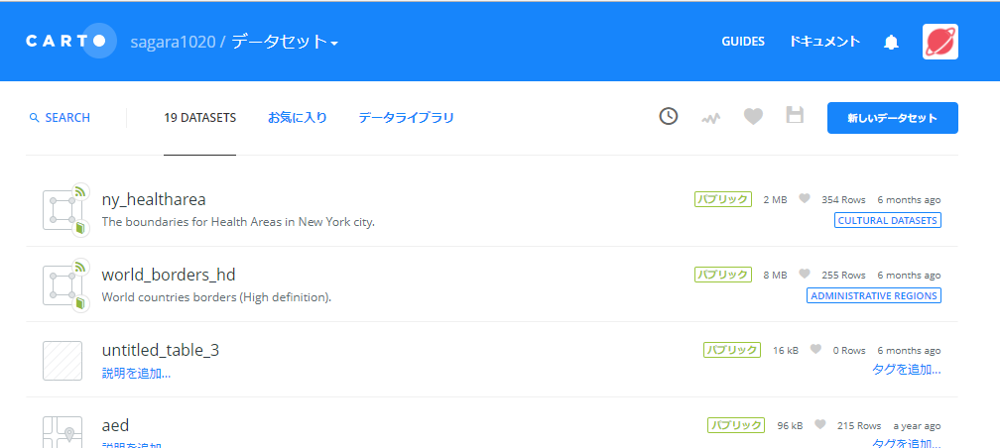 CARTO sagara1020 / データセット GUIDES ドキュメント
SEARCH 19 DATASETS お気に入り データライブラリ 新しいデータセット
ny_healtharea パブリック 2 MB 354 Rows 6 months ago
The boundaries for Health Areas in New York city. CULTURAL DATASETS
world_borders_hd パブリック 8 MB 255 Rows 6 months ago
World countries borders (High definition). ADMINISTRATIVE REGIONS
untitled_table_3 パブリック 16 kB 0 Rows 6 months ago
説明を追加... タグを追加...
aed パブリック 96 kB 215 Rows a year ago
説明を追加... タグを追加...